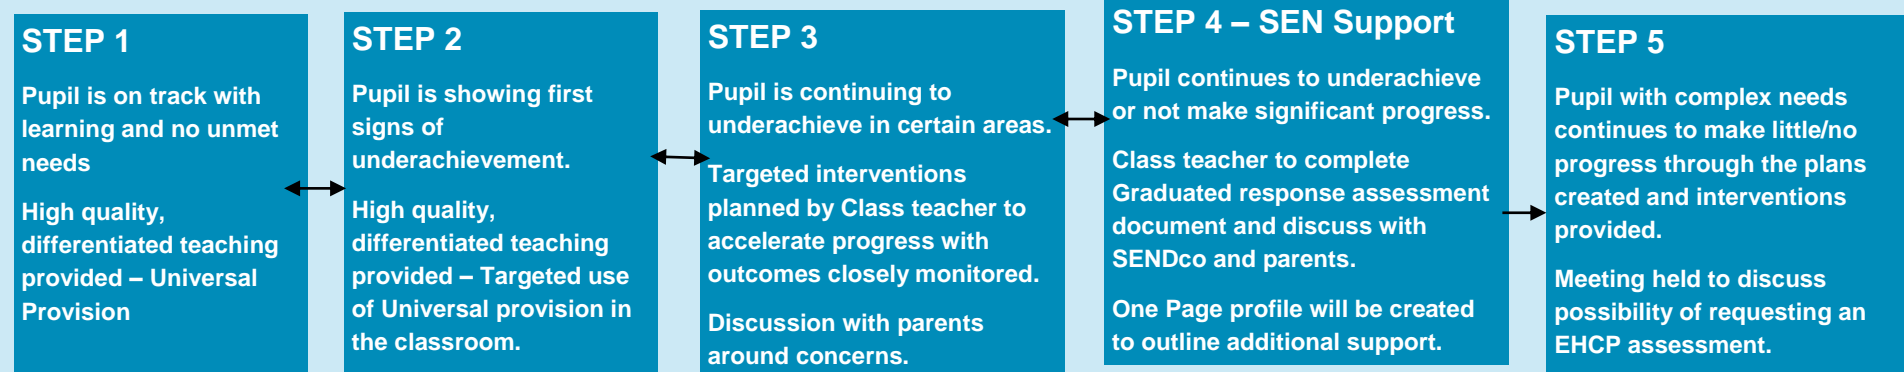 STEP 1
Pupil is on track with
learning and no unmet
needs
High quality,
differentiated teaching
provided – Universal
Provision
STEP 2
Pupil is showing first
signs of
underachievement.
High quality,
differentiated teaching
provided – Targeted use
of Universal provision in
the classroom.
STEP 3
Pupil is continuing to
underachieve in certain areas.
Targeted interventions
planned by Class teacher to
accelerate progress with
outcomes closely monitored.
Discussion with parents
around concerns.
STEP 4 – SEN Support
Pupil continues to underachieve
or not make significant progress.
Class teacher to complete
Graduated response assessment
document and discuss with
SENDco and parents.
One Page profile will be created
to outline additional support.
STEP 5
Pupil with complex needs
continues to make little/no
progress through the plans
created and interventions
provided.
Meeting held to discuss
possibility of requesting an
EHCP assessment.